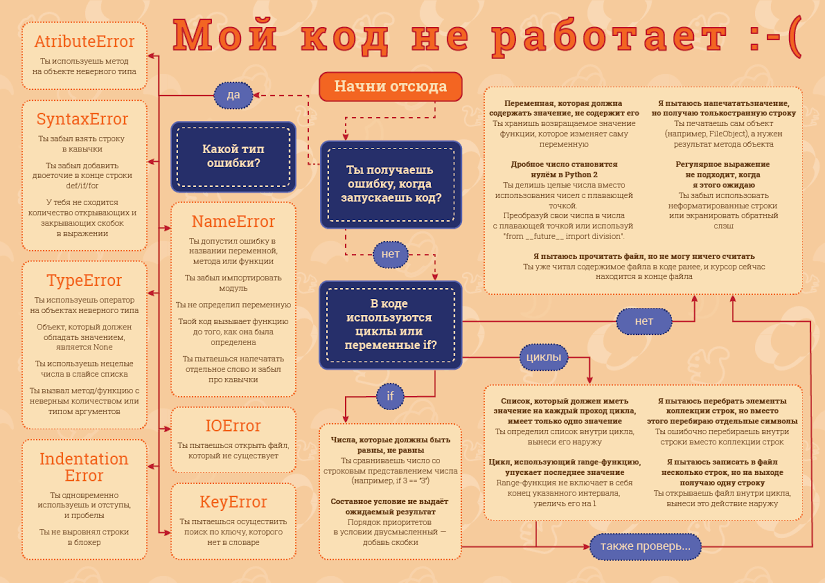 Мой код не работает :-(
Начни отсюда
Ты получаешь
ошибку, когда
запускаешь код?
да
Какой тип
ошибки?
AtributeError
Ты используешь метод
на объекте неверного типа
SyntaxError
Ты забыл взять строку
в кавычки
Ты забыл добавить
двоеточие в конце строки
def/if/for
У тебя не сходится
количество открывающих и
закрывающих скобок
в выражении
TypeError
Ты используешь оператор
на объектах неверного типа
Объект, который должен
обладать значением,
является None
Ты используешь нецелые
числа в слайсе списка
Ты вызвал метод/функцию с
неверным количеством или
типом аргументов
Indentation
Error
Ты одновременно
используешь и отступы,
и пробелы
Ты не выровнял строки
в блокер
NameError
Ты допустил ошибку в
названии переменной,
метода или функции
Ты забыл импортировать
модуль
Ты не определил переменную
Твой код вызывает функцию
до того, как она была
определена
Ты пытаешься напечатать
отдельное слово и забыл
про кавычки
IOError
Ты пытаешься открыть файл,
который не существует
KeyError
Ты пытаешься осуществить
поиск по ключу, которого
нет в словаре
нет
В коде
используются
циклы или
переменные if?
if
Числа, которые должны быть
равны, не равны
Ты сравниваешь число со
строковым представлением числа
(например, if 3 == "3")
Составное условие не выдаёт
ожидаемый результат
Порядок приоритетов
в условии двусмысленный —
добавь скобки
нет
Переменная, которая должна
содержать значение, не содержит его
Ты хранишь возвращаемое значение
функции, которое изменяет саму
переменную
Дробное число становится
нулём в Python 2
Ты делишь целые числа вместо
использования чисел с плавающей
точкой.
Преобразуй свои числа в числа
с плавающей точкой или используй
"from __future__ import division".
Я пытаюсь напечататьзначение,
но получаю толькостранную строку
Ты печатаешь сам объект
(например, FileObject), а нужен
результат метода объекта
Регулярное выражение
не подходит, когда
я этого ожидаю
Ты забыл использовать
неформатированные строки
или экранировать обратный
слэш
Я пытаюсь прочитать файл, но не могу ничего считать
Ты уже читал содержимое файла в коде ранее, и курсор сейчас
находится в конце файла
циклы
Список, который должен иметь
значение на каждый проход цикла,
имеет только одно значение
Ты определил список внутри цикла,
вынеси его наружу
Цикл, использующий range-функцию,
упускает последнее значение
Range-функция не включает в себя
конец указанного интервала,
увеличь его на 1
Я пытаюсь перебрать элементы
коллекции строк, но вместо
этого перебираю отдельные символы
Ты ошибочно перебираешь внутри
строки вместо коллекции строк
Я пытаюсь записать в файл
несколько строк, но на выходе
получаю одну строку
Ты открываешь файл внутри цикла,
вынеси это действие наружу
также проверь...